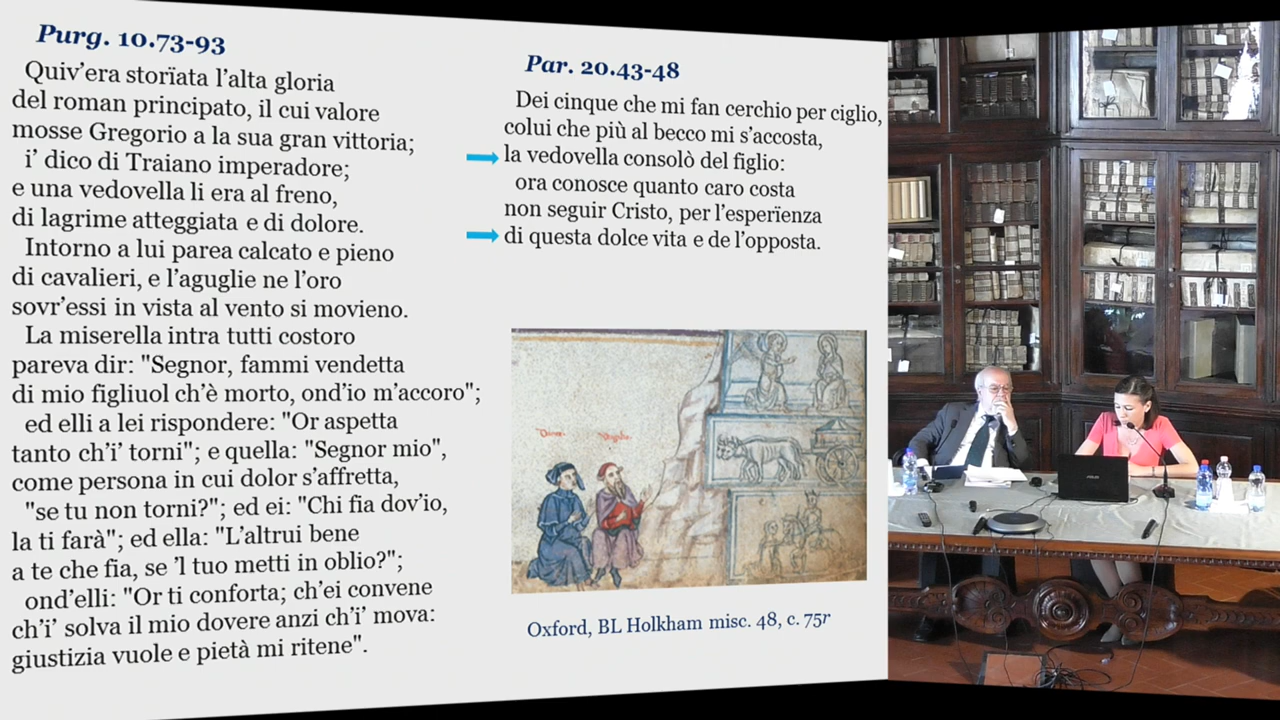 Purg. 10.73-93
Quiv'era storïata l'alta gloria
del roman principato, il cui valore
mosse Gregorio a la sua gran vittoria;
i' dico di Traiano imperadore;
e una vedovella li era al freno,
di lagrime atteggiata e di dolore.
Intorno a lui parea calcato e pieno
di cavalieri, e l'aguglie ne l'oro
sovr'essi in vista al vento si movieno.
La miserella intra tutti costoro
pareva dir: "Segnor, fammi vendetta
di mio figliuol ch'è morto, ond'io m'accoro";
ed elli a lei rispondere: "Or aspetta
tanto ch'i' torni"; e quella: "Segnor mio",
come persona in cui dolor s'affretta,
"se tu non torni?"; ed ei: "Chi fia dov'io,
la ti farà"; ed ella: "L'altrui bene
a te che fia, se 'l tuo metti in oblio?";
ond'elli: "Or ti conforta; ch'ei convene
ch'i' solva il mio dovere anzi ch'i' mova:
giustizia vuole e pietà mi ritene".
Par. 20.43-48
Dei cinque che mi fan cerchio per ciglio,
colui che più al becco mi s'accosta,
la vedovella consolò del figlio:
ora conosce quanto caro costa
non seguir Cristo, per l'esperïenza
di questa dolce vita e de l'opposta.
Oxford, BL Holkham misc. 48, c. 75r